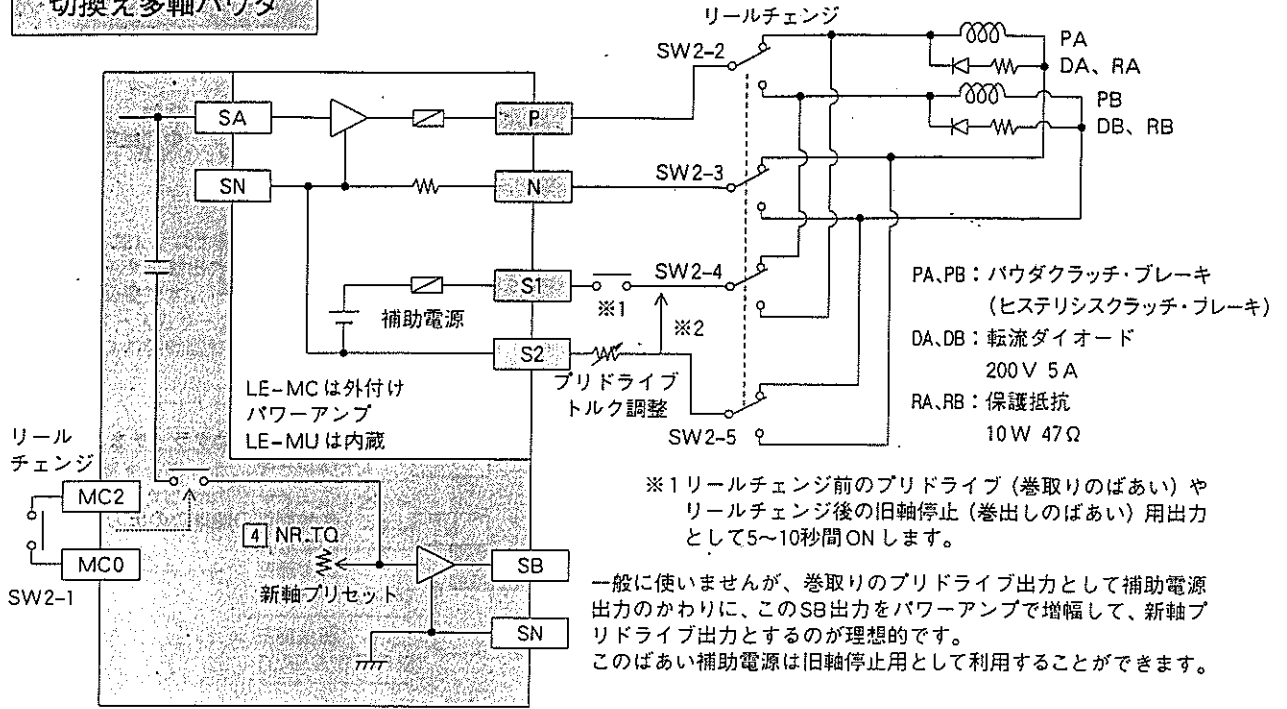 切換え多軸パウダ
リールチェンジ
SW2-2
PA
DA、RA
PB
DB、RB
SA
P
SN
N
SW2-3
S1
※1
SW2-4
補助電源
※2
S2
プリドライブ
トルク調整
SW2-5
LE-MCは外付け
パワーアンプ
LE-MUは内蔵
PA、PB：パウダクラッチ・ブレーキ
（ヒステリシスクラッチ・ブレーキ）
DA、DB：転流ダイオード
200V 5A
RA、RB：保護抵抗
10W 47Ω
リール
チェンジ
MC2
MC0
SW2-1
4 NR-TQ
新軸プリセット
SB
SN
※1リールチェンジ前のプリドライブ（巻取りのばあい）や
リールチェンジ後の旧軸停止（巻出しのばあい）用出力
として5~10秒間ONします。
一般に使いませんが、巻取りのプリドライブ出力として補助電源
出力のかわりに、このSB出力をパワーアンプで増幅して、新軸プ
リドライブ出力とするのが理想的です。
このばあい補助電源は旧軸停止用として利用することができます。